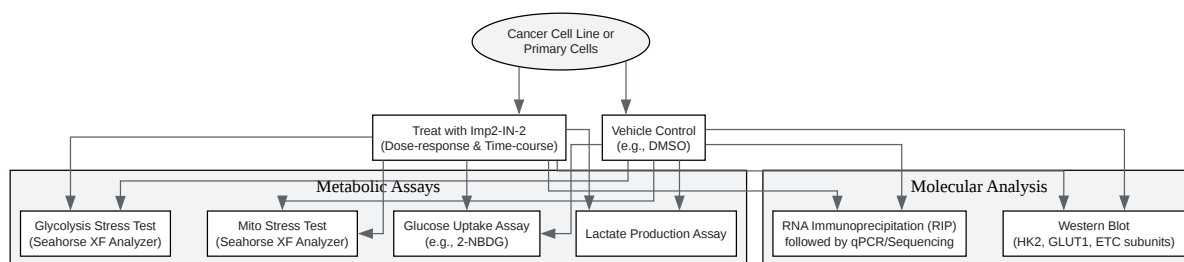 Cancer Cell Line or
Primary Cells
Treat with Imp2-IN-2
(Dose-response & Time-course)
Vehicle Control
(e.g., DMSO)
Metabolic Assays
Molecular Analysis
Glycolysis Stress Test
(Seahorse XF Analyzer)
Mito Stress Test
(Seahorse XF Analyzer)
Glucose Uptake Assay
(e.g., 2-NBDG)
Lactate Production Assay
RNA Immunoprecipitation (RIP)
followed by qPCR/Sequencing
Western Blot
(HK2, GLUT1, ETC subunits)